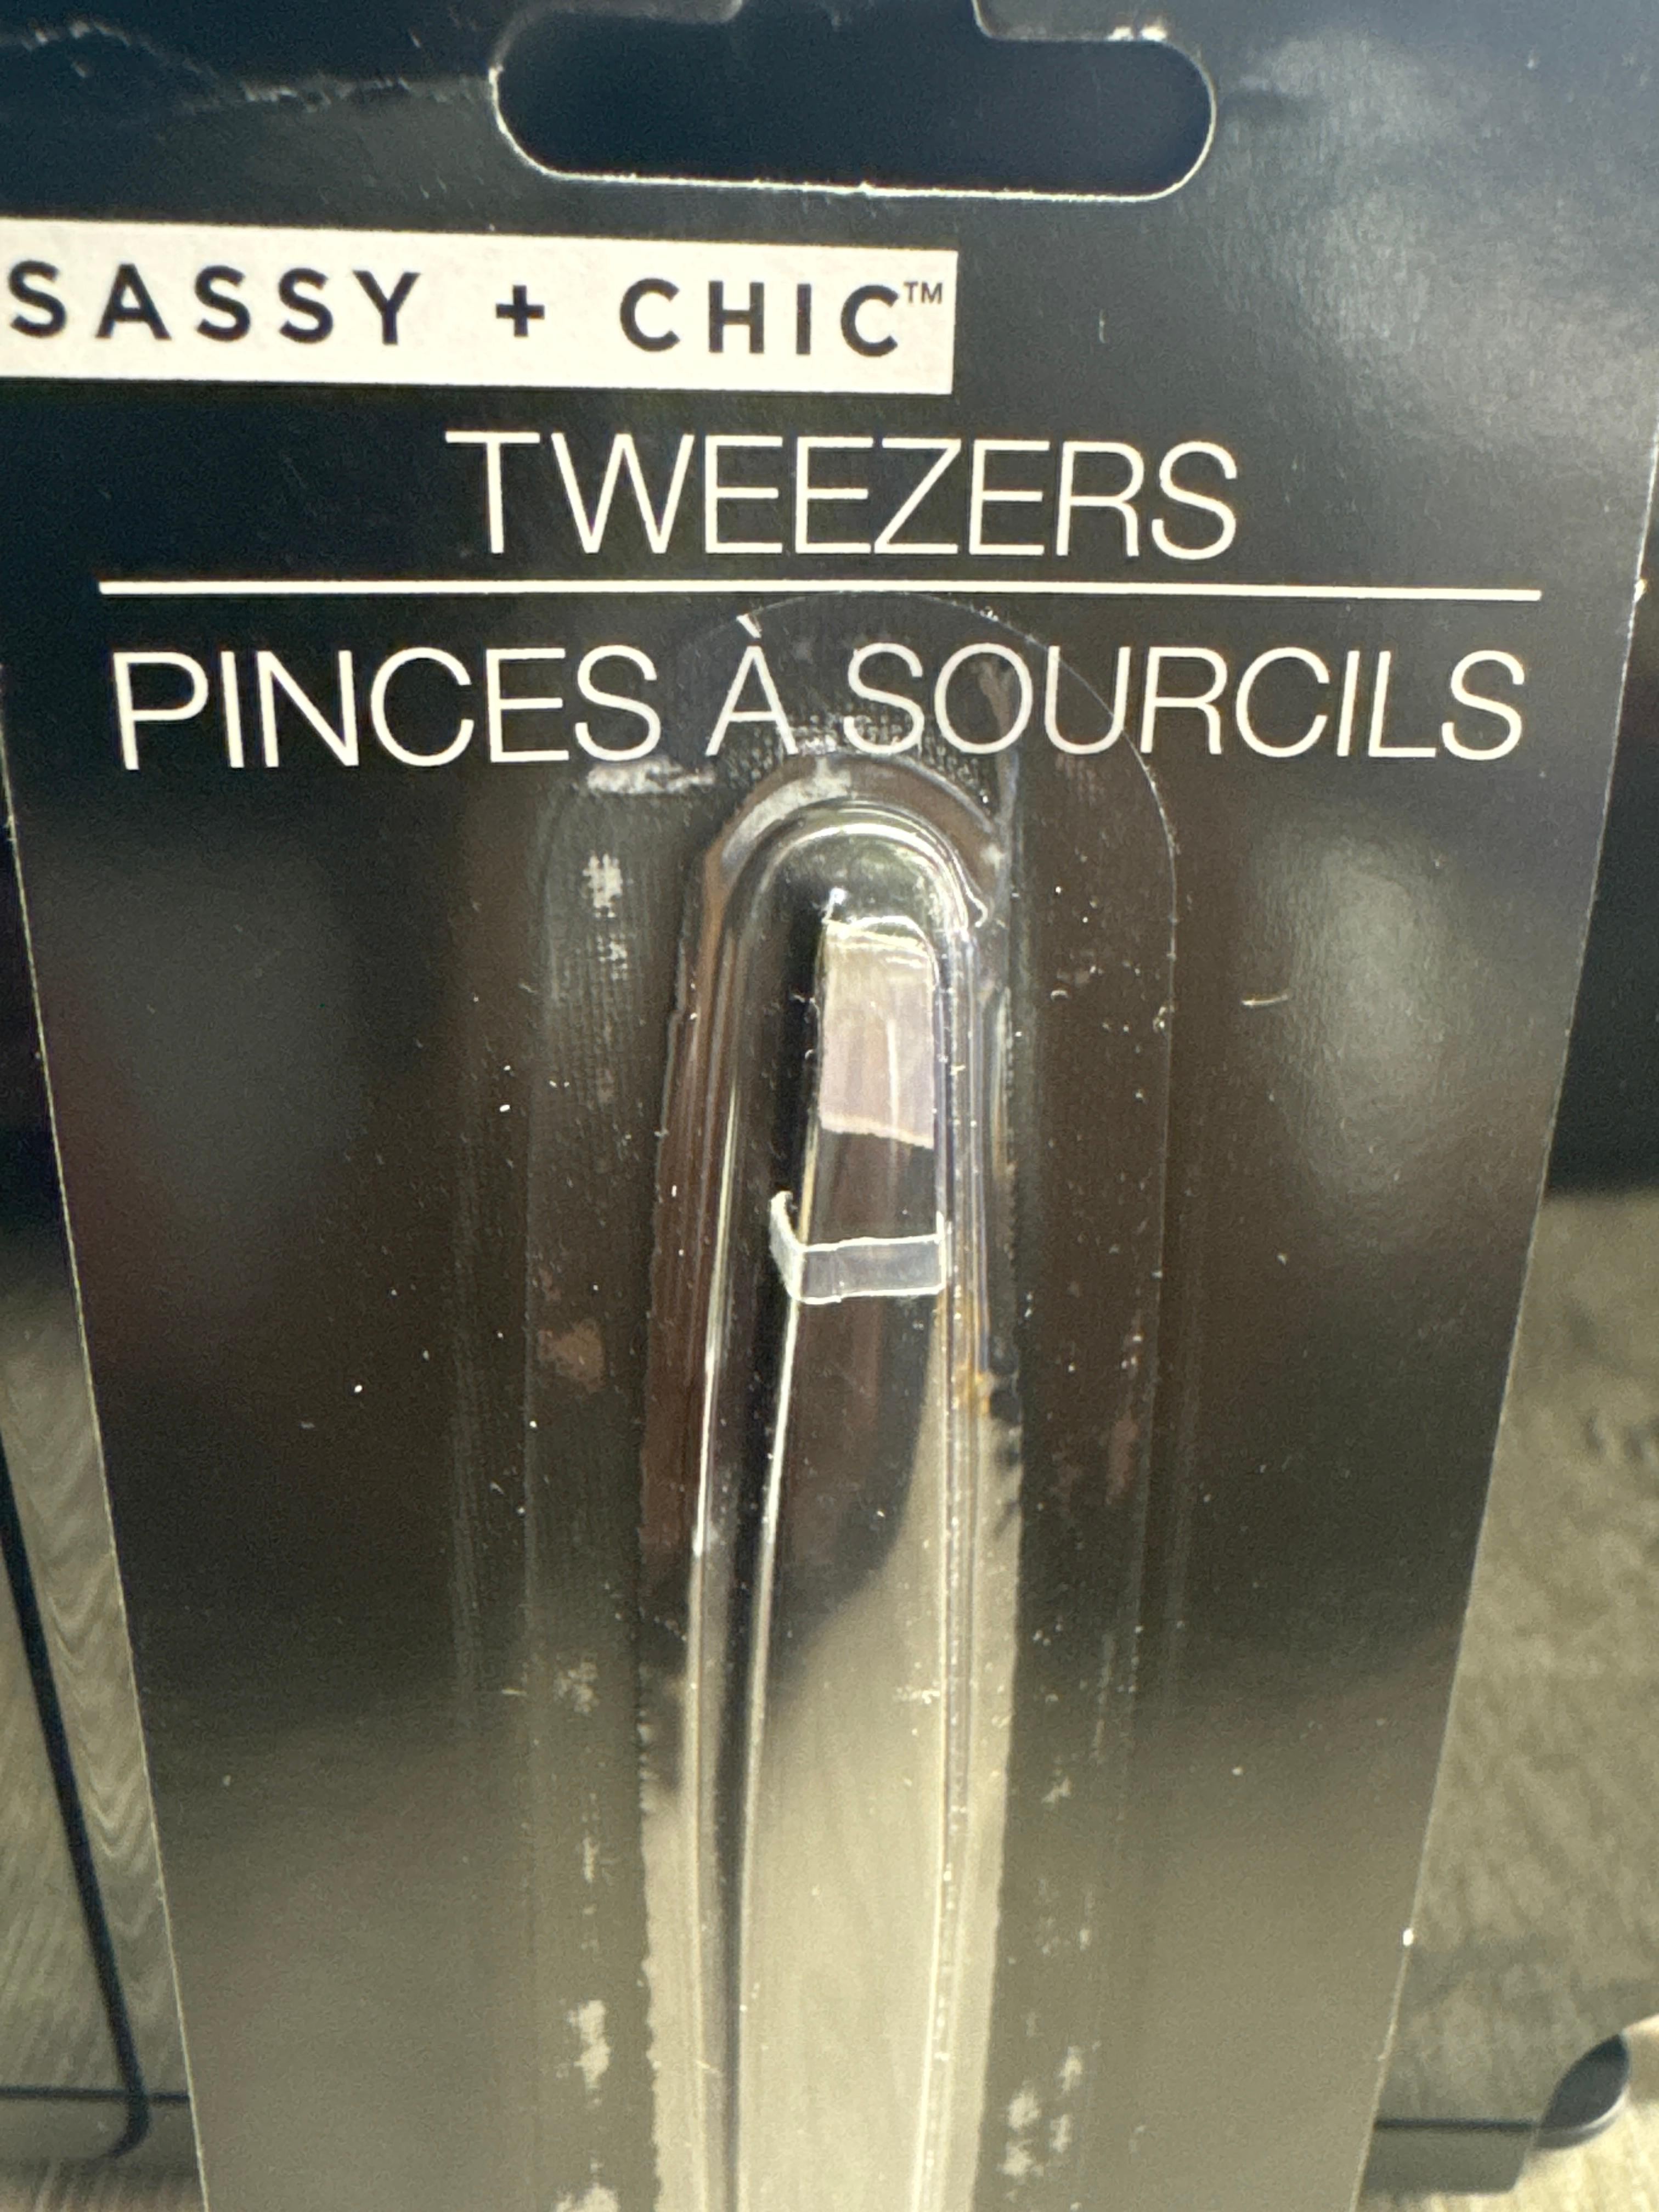 SASSY + CHIC™
TWEEZERS
PINCES À SOURCILS